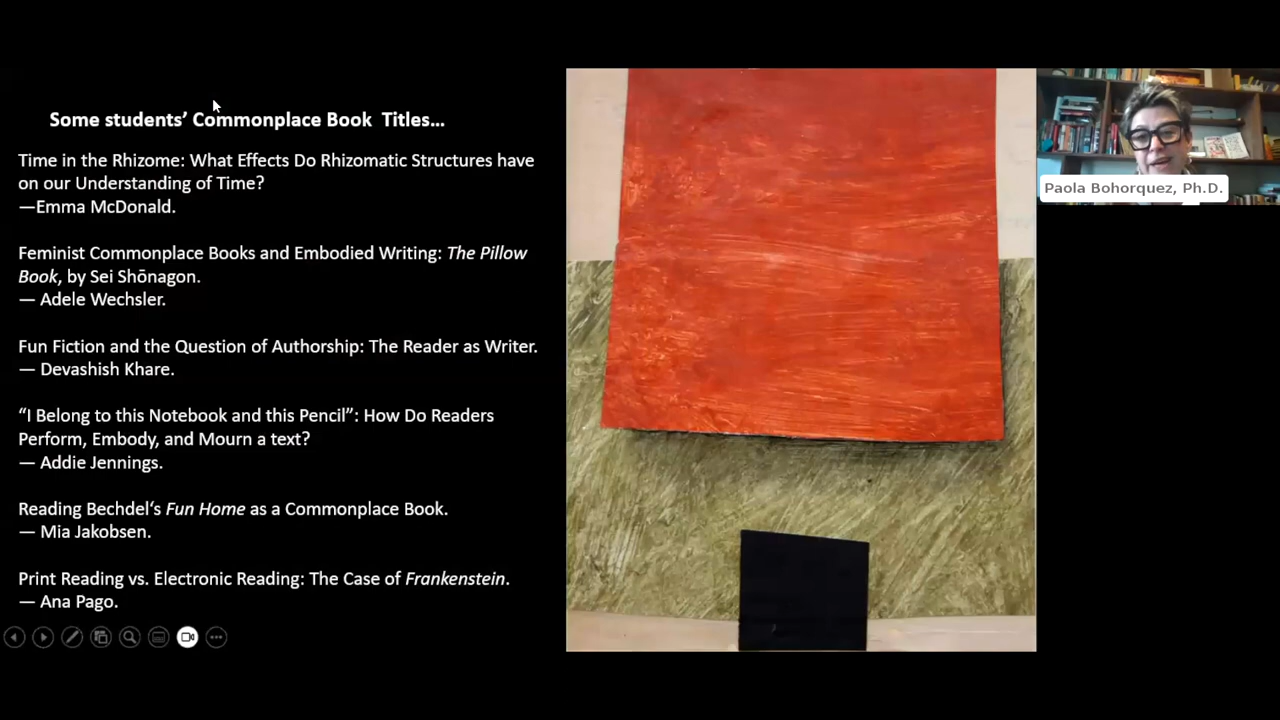 Some students’ Commonplace Book Titles…
Time in the Rhizome: What Effects Do Rhizomatic Structures have
on our Understanding of Time?
—Emma McDonald.
Feminist Commonplace Books and Embodied Writing: The Pillow
Book, by Sei Shōnagon.
— Adele Wechsler.
Fun Fiction and the Question of Authorship: The Reader as Writer.
— Devashish Khare.
“I Belong to this Notebook and this Pencil”: How Do Readers
Perform, Embody, and Mourn a text?
— Addie Jennings.
Reading Bechdel‘s Fun Home as a Commonplace Book.
— Mia Jakobsen.
Print Reading vs. Electronic Reading: The Case of Frankenstein.
— Ana Pago.
Paola Bohorquez, Ph.D.